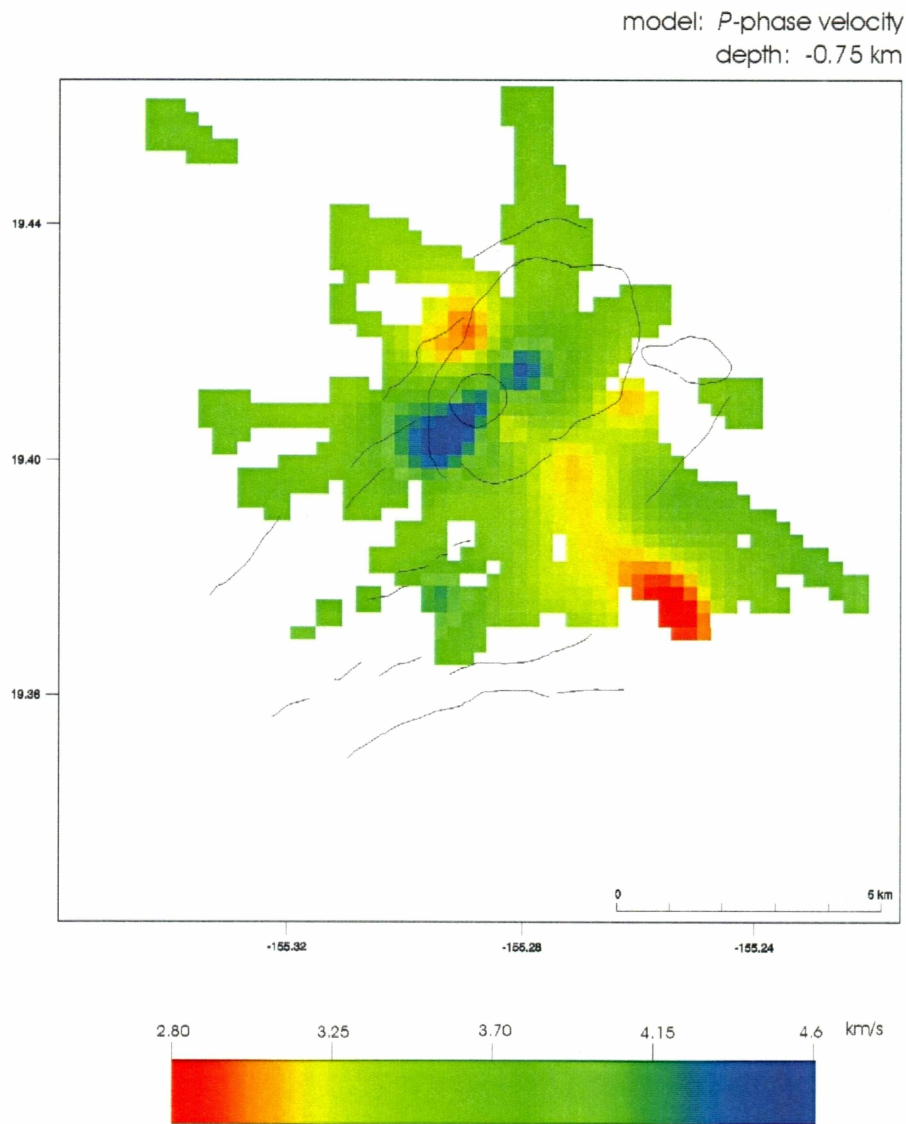 model: P-phase velocity
depth: -0.75 km
19.44
19.40
19.36
0 5 km
-155.32 -155.28 -155.24
2.80 3.25 3.70 4.15 4.6 km/s